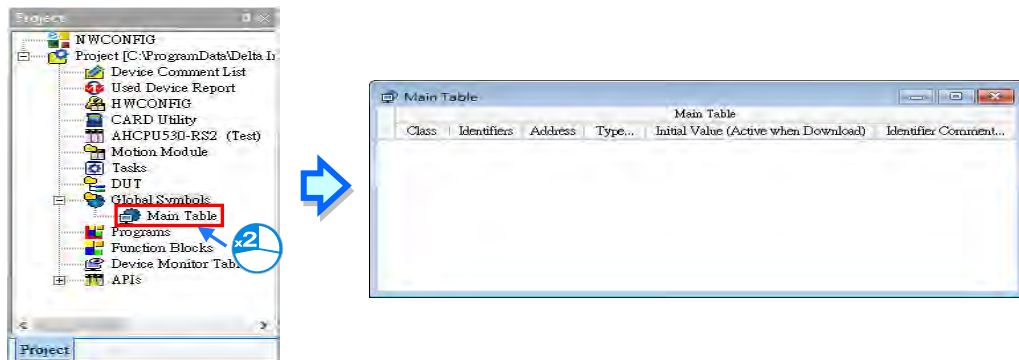 Project
NWCONFIG
Project [C:\ProgramData\Delta In
Device Comment List
Used Device Report
HWCONFIG
CARD Utility
AHCPU530-RS2 (Test)
Motion Module
Tasks
DUT
Global Symbols
Main Table
Programs
Function Blocks
Device Monitor Tab
APIs
Project
x2
Main Table
Main Table
Class Identifiers Address Type... Initial Value (Active when Download) Identifier Comment...